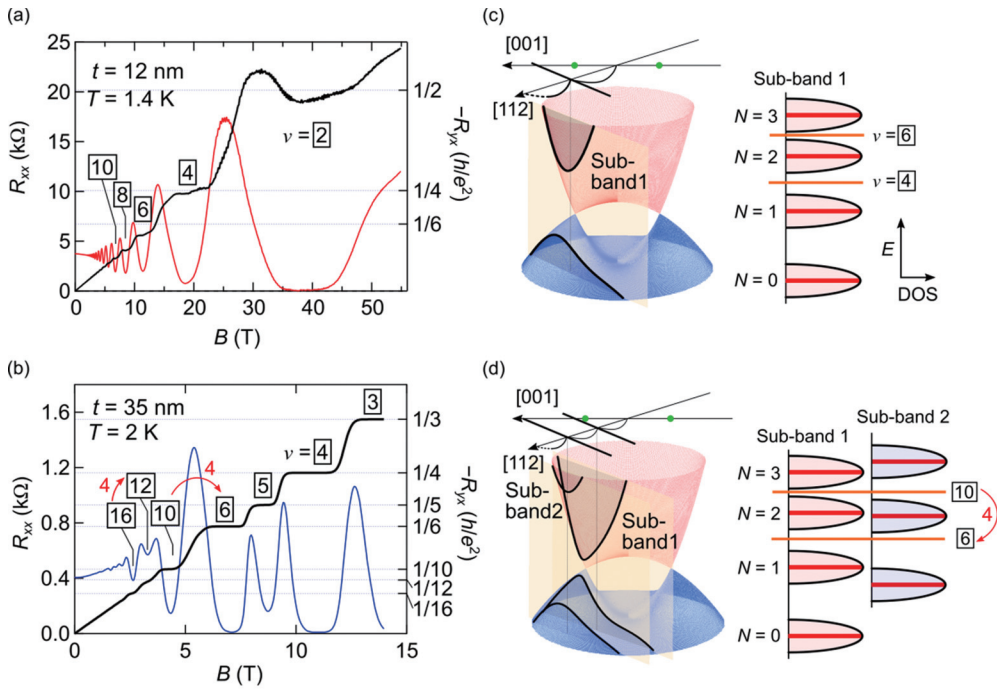 (a)
25
20
15
10
5
0
Rxx (kΩ)
t = 12 nm
T = 1.4 K
ν = 2
10
8
6
4
1/2
1/4
1/6
−Ryx (h/e²)
0 10 20 30 40 50
B (T)
(b)
1.6
1.2
0.8
0.4
0.0
Rxx (kΩ)
t = 35 nm
T = 2 K
3
ν = 4
5
6
4
4
16
12
10
1/3
1/4
1/5
1/6
1/10
1/12
1/16
−Ryx (h/e²)
0 5 10 15
B (T)
(c)
[001]
[112]
Sub-
band1
Sub-band 1
N = 3
N = 2
N = 1
N = 0
ν = 6
ν = 4
E
DOS
(d)
[001]
[112]
Sub-
band2
Sub-
band1
Sub-band 1
Sub-band 2
N = 3
N = 2
N = 1
N = 0
10
4
6